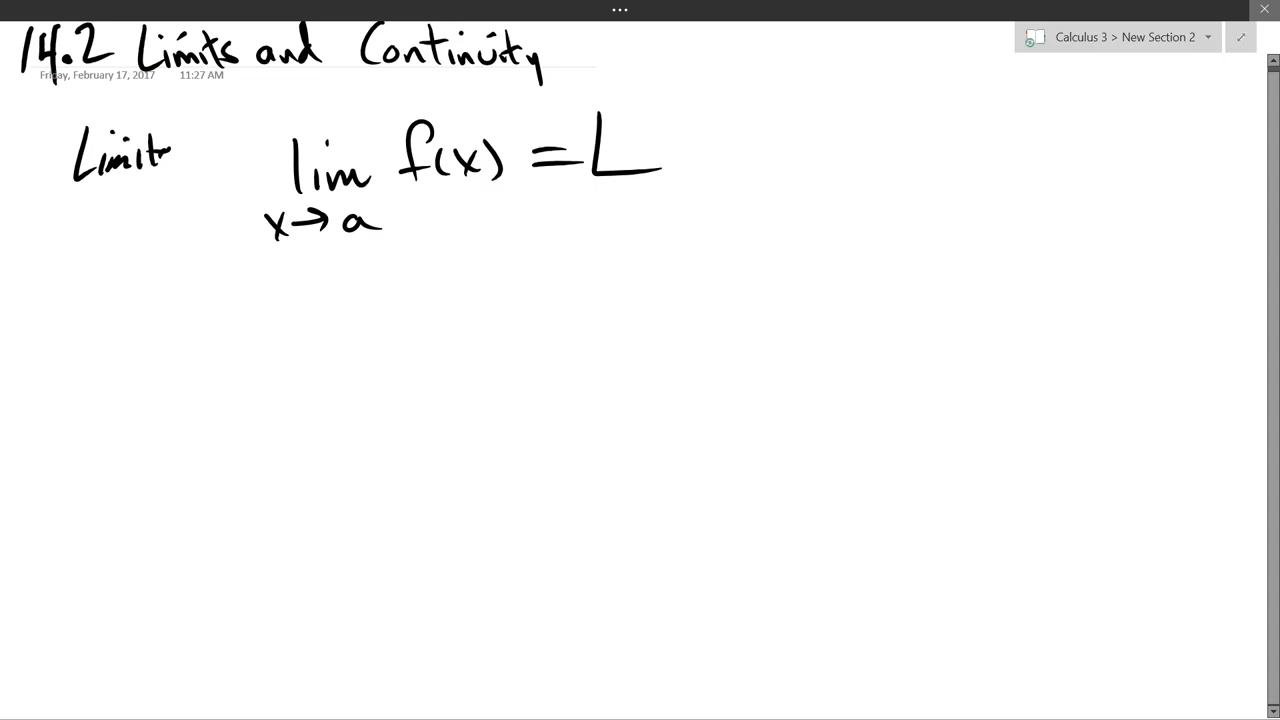 ...
Calculus 3 > New Section 2
14.2 Limits and Continuity
Friday, February 17, 2017 11:27 AM
Limit lim f(x) = L
x→a